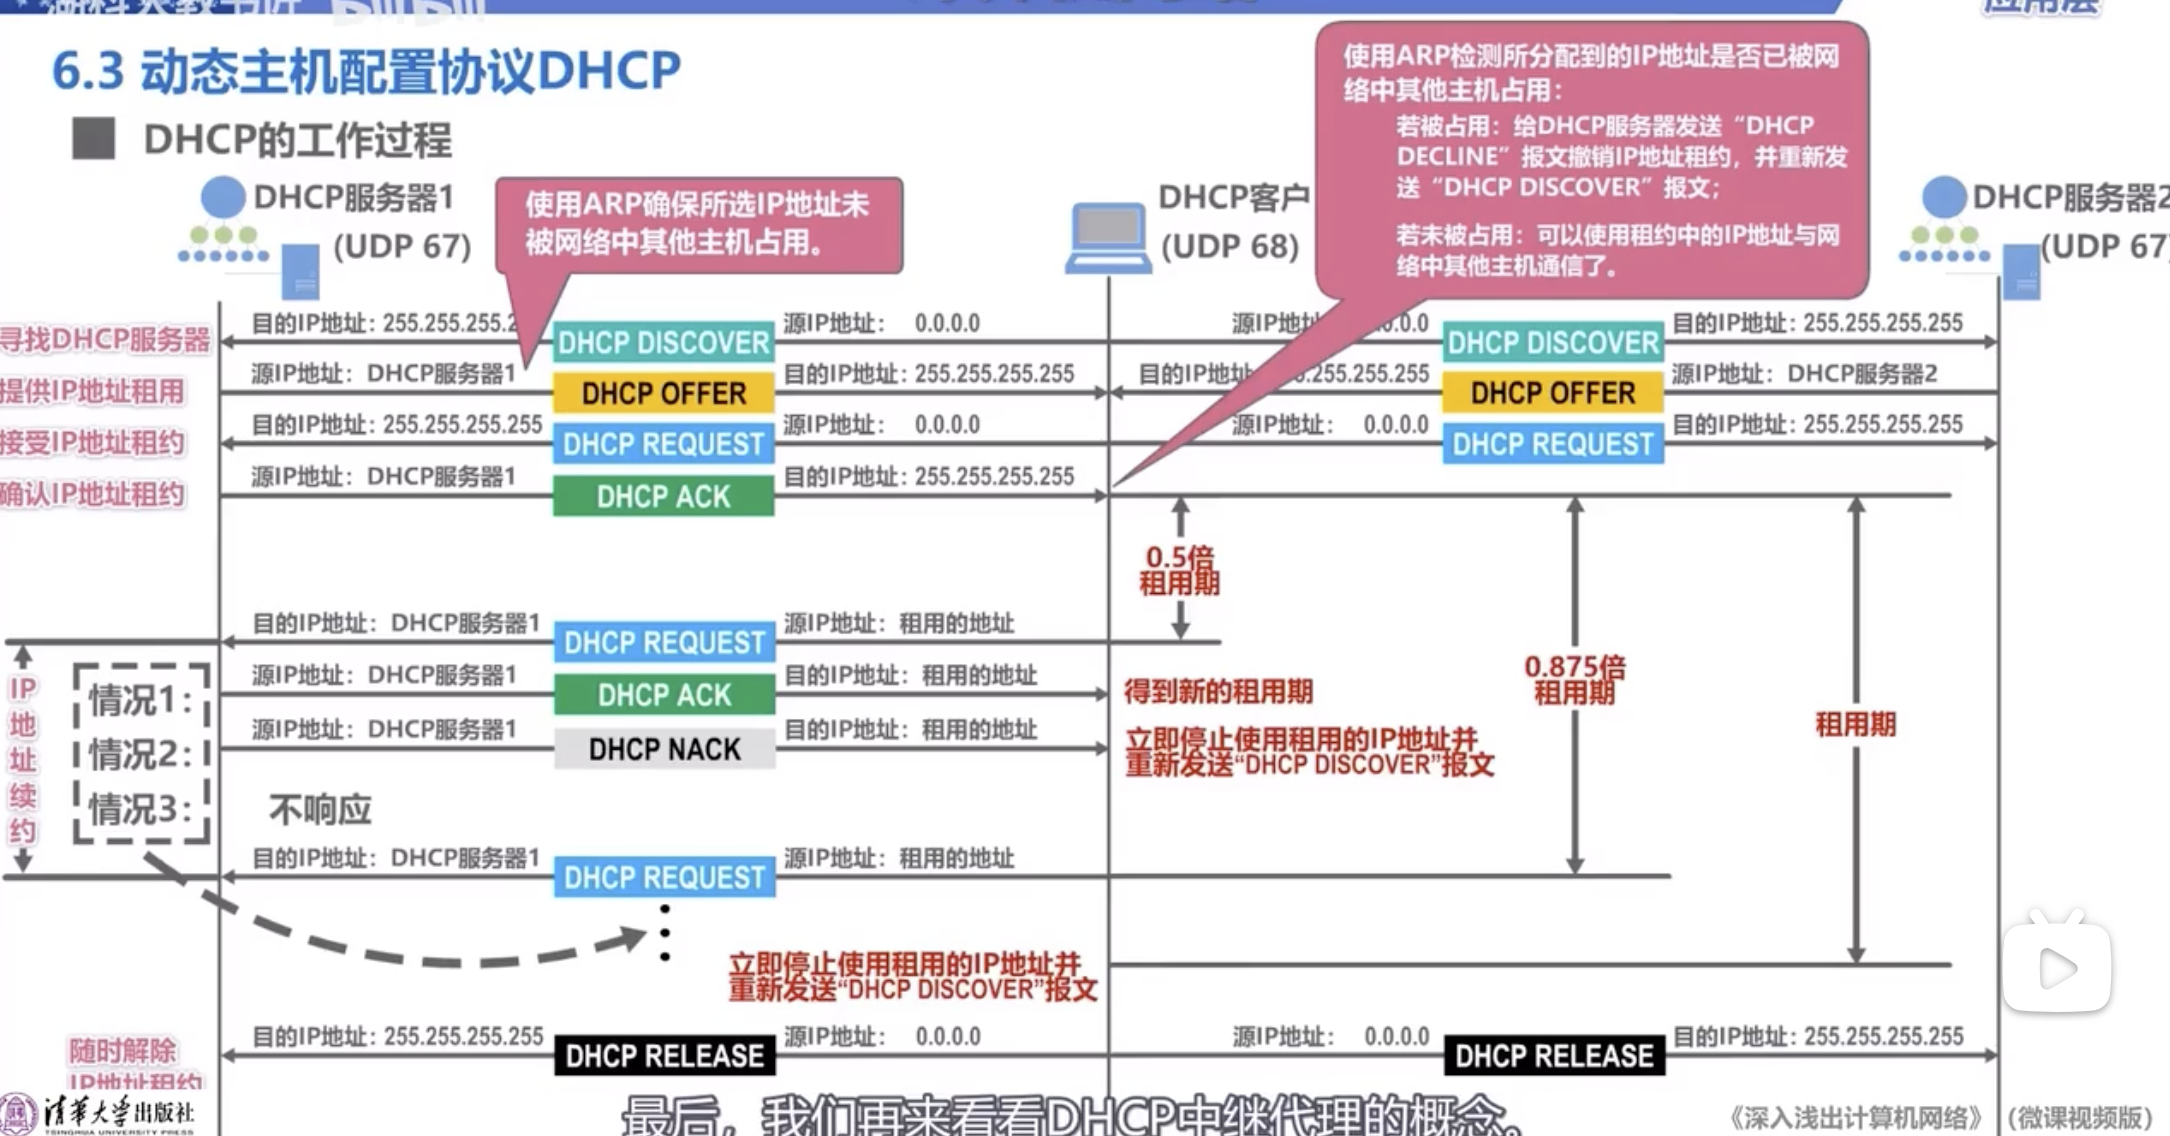 6.3 动态主机配置协议DHCP
DHCP的工作过程
使用ARP检测所分配到的IP地址是否已被网
络中其他主机占用：
若被占用：给DHCP服务器发送“DHCP
DECLINE”报文撤销IP地址租约，并重新发
送“DHCP DISCOVER”报文；
若未被占用：可以使用租约中的IP地址与网
络中其他主机通信了。
DHCP服务器1
(UDP 67)
使用ARP确保所选IP地址未
被网络中其他主机占用。
DHCP客户
(UDP 68)
DHCP服务器2
(UDP 67)
寻找DHCP服务器
目的IP地址：255.255.255.2
DHCP DISCOVER
源IP地址： 0.0.0.0
源IP地址 .0.0
DHCP DISCOVER
目的IP地址：255.255.255.255
提供IP地址租用
源IP地址：DHCP服务器1
DHCP OFFER
目的IP地址：255.255.255.255
目的IP地址 .255.255.255
DHCP OFFER
源IP地址：DHCP服务器2
接受IP地址租约
目的IP地址：255.255.255.255
DHCP REQUEST
源IP地址： 0.0.0.0
源IP地址： 0.0.0.0
DHCP REQUEST
目的IP地址：255.255.255.255
确认IP地址租约
源IP地址：DHCP服务器1
DHCP ACK
目的IP地址：255.255.255.255
0.5倍
租用期
0.875倍
租用期
租用期
目的IP地址：DHCP服务器1
DHCP REQUEST
源IP地址：租用的地址
IP地址续约
情况1：
源IP地址：DHCP服务器1
DHCP ACK
目的IP地址：租用的地址
得到新的租用期
情况2：
源IP地址：DHCP服务器1
DHCP NACK
目的IP地址：租用的地址
立即停止使用租用的IP地址并
重新发送“DHCP DISCOVER”报文
情况3：
不响应
目的IP地址：DHCP服务器1
DHCP REQUEST
源IP地址：租用的地址
立即停止使用租用的IP地址并
重新发送“DHCP DISCOVER”报文
随时解除
IP地址租约
目的IP地址：255.255.255.255
DHCP RELEASE
源IP地址： 0.0.0.0
源IP地址： 0.0.0.0
DHCP RELEASE
目的IP地址：255.255.255.255
清华大学出版社
TSINGHUA UNIVERSITY PRESS
最后，我们再来看看DHCP中继代理的概念。
《深入浅出计算机网络》（微课视频版）